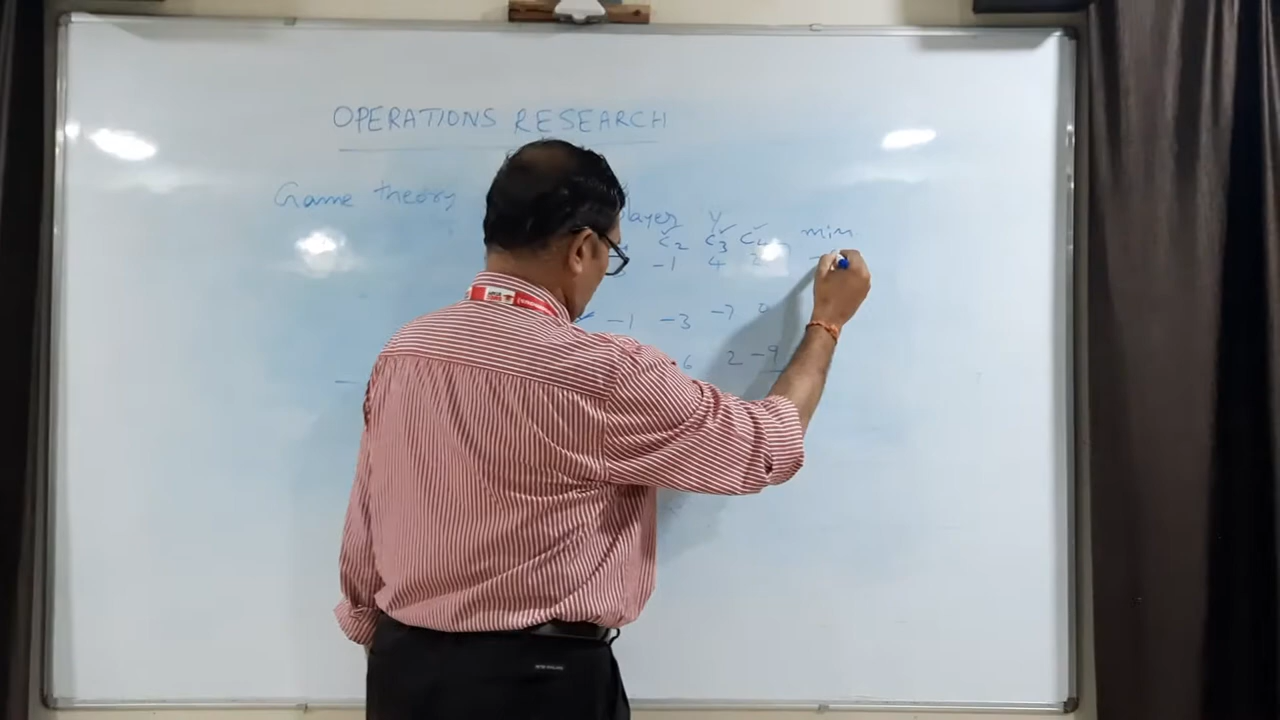 OPERATIONS RESEARCH
Game theory
player y
C2 C3 C4 min
-1 4 2
-1 -3 -7 0
6 2 -9